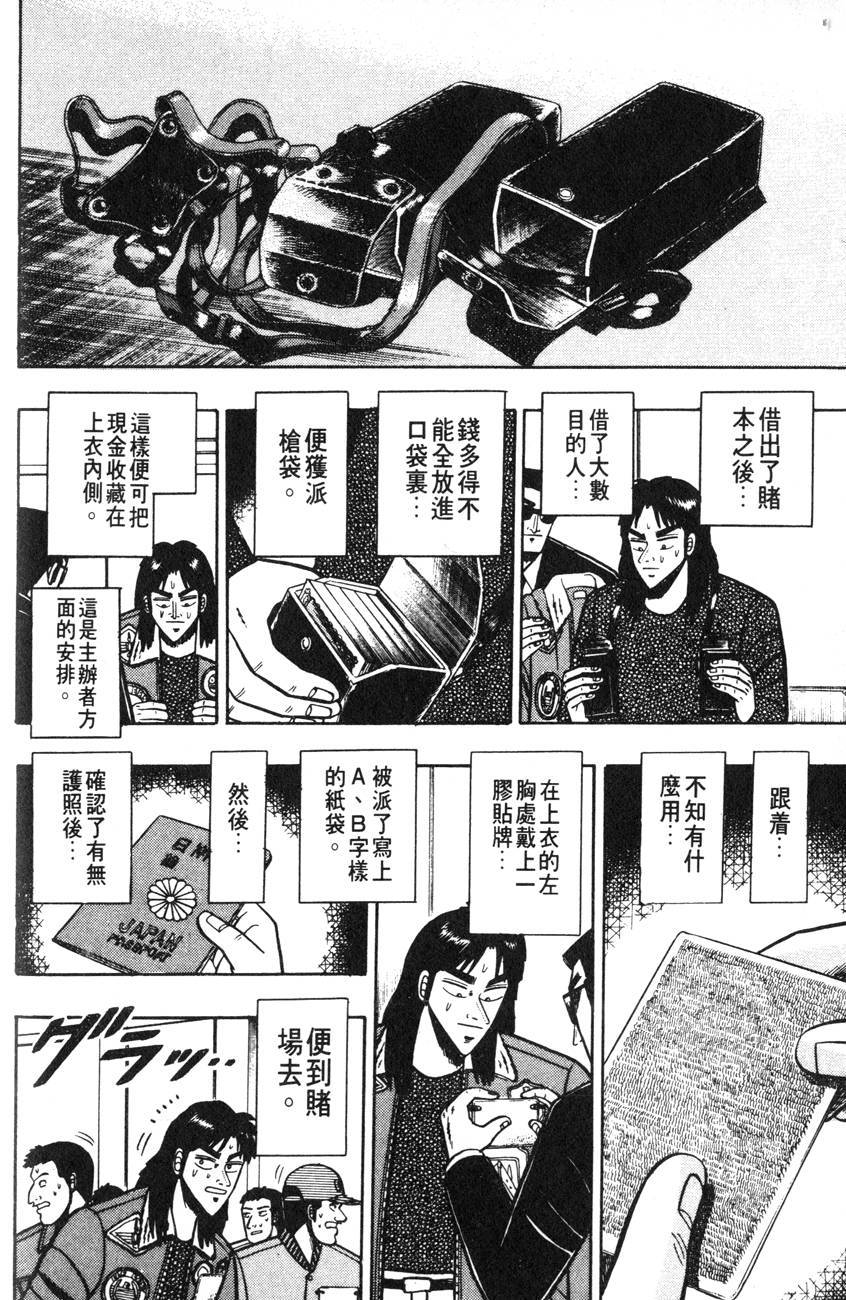 借出了賭
本之後…
借了大數
目的人…
錢多得不
能全放進
口袋裏…
便獲派
槍袋。
這樣便可把
現金收藏在
上衣內側。
這是主辦者方
面的安排。
跟着…
不知有什
麼用…
在上衣的左
胸處戴上一
膠貼牌…
被派了寫上
A、B字樣
的紙袋。
然後…
確認了有無
護照後…
JAPAN
PASSPORT
便到賭
場去。
グラッ‥